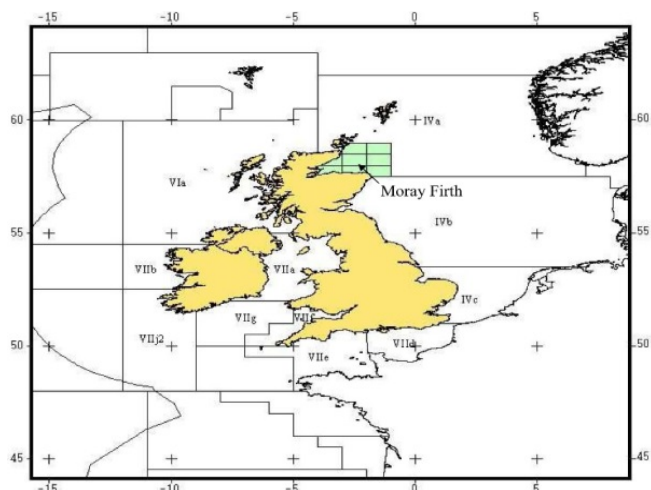 -15 -10 -5 0 5
60 IVa 60
VIa
Moray Firth
55 IVb 55
VIIb VIIa
IVc
VIIg VIIf
VIIj2 VIId
50 VIIe 50
45 45
-15 -10 -5 0 5